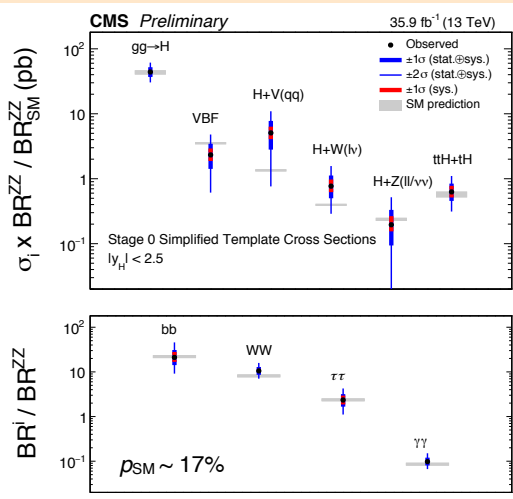 CMS Preliminary 35.9 fb⁻¹ (13 TeV)
σᵢ x BR^ZZ / BR^ZZ_SM (pb)
10²
10
1
10⁻¹
gg→H
VBF
H+V(qq)
H+W(lν)
H+Z(ll/νν)
ttH+tH
Observed
±1σ (stat.⊕sys.)
±2σ (stat.⊕sys.)
±1σ (sys.)
SM prediction
Stage 0 Simplified Template Cross Sections
|y_H| < 2.5
BRⁱ / BR^ZZ
10²
10
1
10⁻¹
bb
WW
ττ
γγ
p_SM ~ 17%